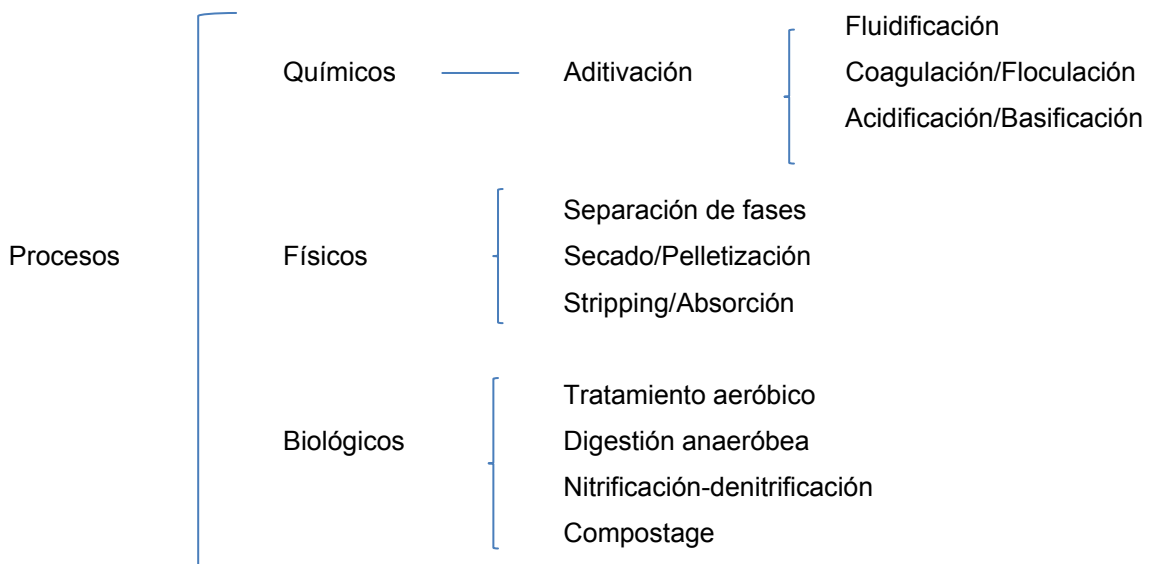 Procesos
Químicos
Aditivación
Fluidificación
Coagulación/Floculación
Acidificación/Basificación
Físicos
Separación de fases
Secado/Pelletización
Stripping/Absorción
Biológicos
Tratamiento aeróbico
Digestión anaeróbea
Nitrificación-denitrificación
Compostage